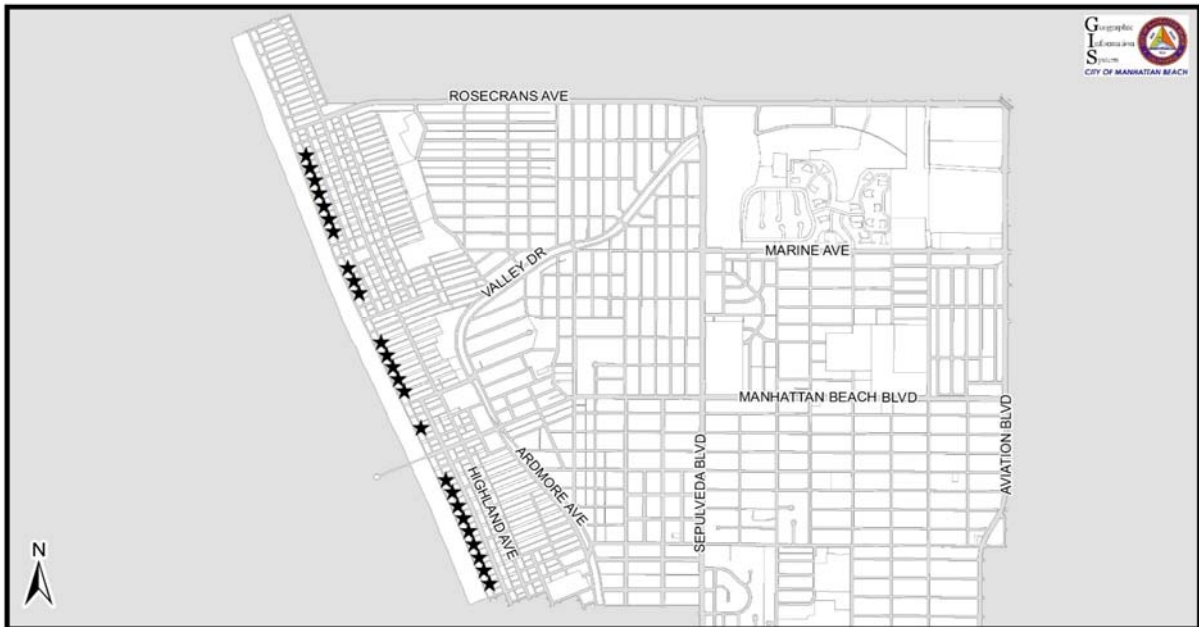 Geographic
Information
System
CITY OF MANHATTAN BEACH
ROSECRANS AVE
MARINE AVE
VALLEY DR
MANHATTAN BEACH BLVD
AVIATION BLVD
SEPULVEDA BLVD
ARDMORE AVE
HIGHLAND AVE
N